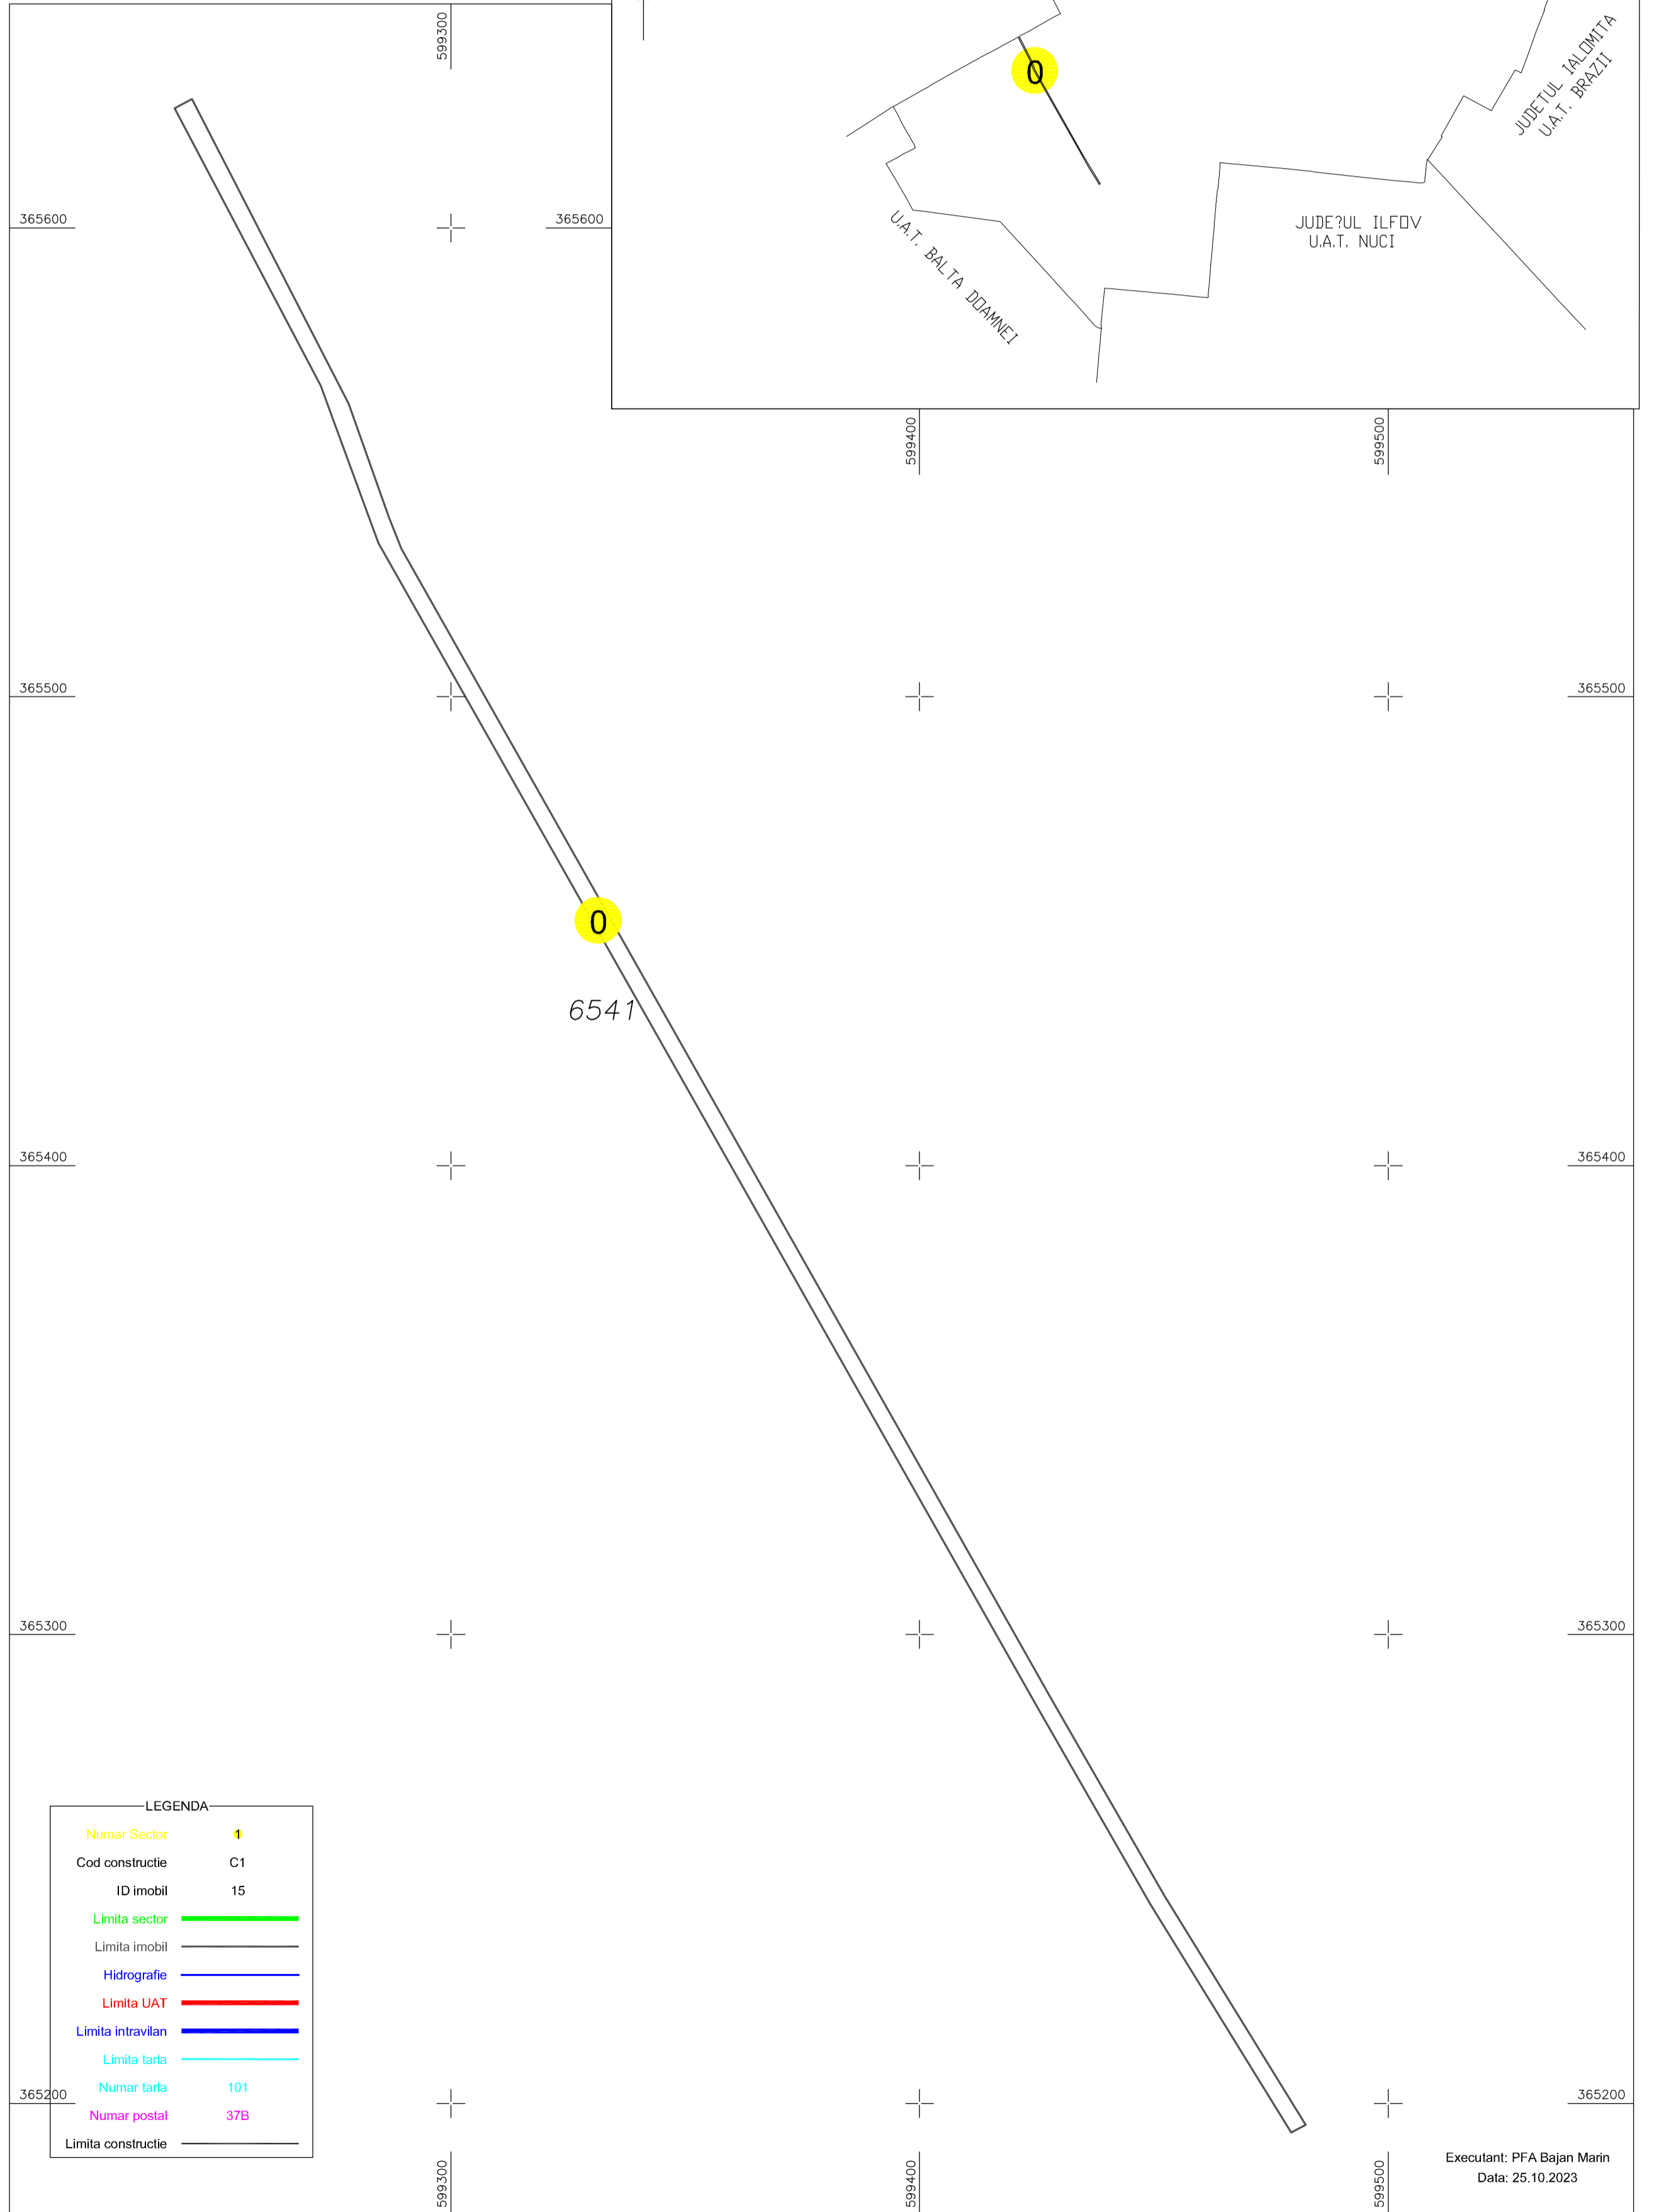 599300
0
JUDETUL IALOMITA
U.A.T. BRAZII
365600
365600
U.A.T. BALTA DOAMNEI
JUDE?UL ILFOV
U.A.T. NUCI
599400
599500
365500
365500
0
6541
365400
365400
365300
365300
LEGENDA
Numar Sector 1
Cod constructie C1
ID imobil 15
Limita sector
Limita imobil
Hidrografie
Limita UAT
Limita intravilan
Limita tarla
Numar tarla 101
365200
365200
Numar postal 37B
Limita constructie
599300
599400
599500
Executant: PFA Bajan Marin
Data: 25.10.2023